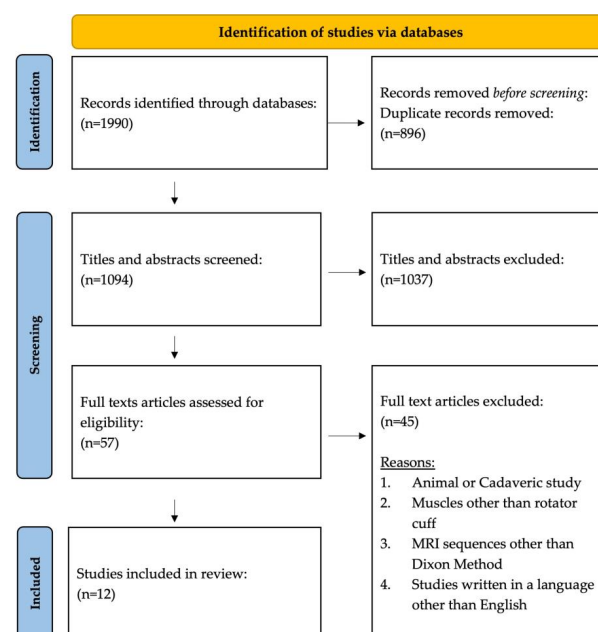 Identification of studies via databases
Identification
Records identified through databases:
(n=1990)
Records removed before screening:
Duplicate records removed:
(n=896)
Screening
Titles and abstracts screened:
(n=1094)
Titles and abstracts excluded:
(n=1037)
Full texts articles assessed for
eligibility:
(n=57)
Full text articles excluded:
(n=45)
Reasons:
1. Animal or Cadaveric study
2. Muscles other than rotator
cuff
3. MRI sequences other than
Dixon Method
4. Studies written in a language
other than English
Included
Studies included in review:
(n=12)